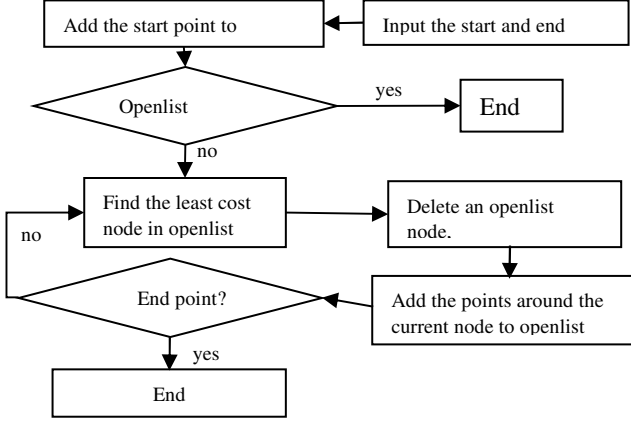 Add the start point to
Input the start and end
Openlist
yes
End
no
Find the least cost
node in openlist
Delete an openlist
node.
no
End point?
Add the points around the
current node to openlist
yes
End